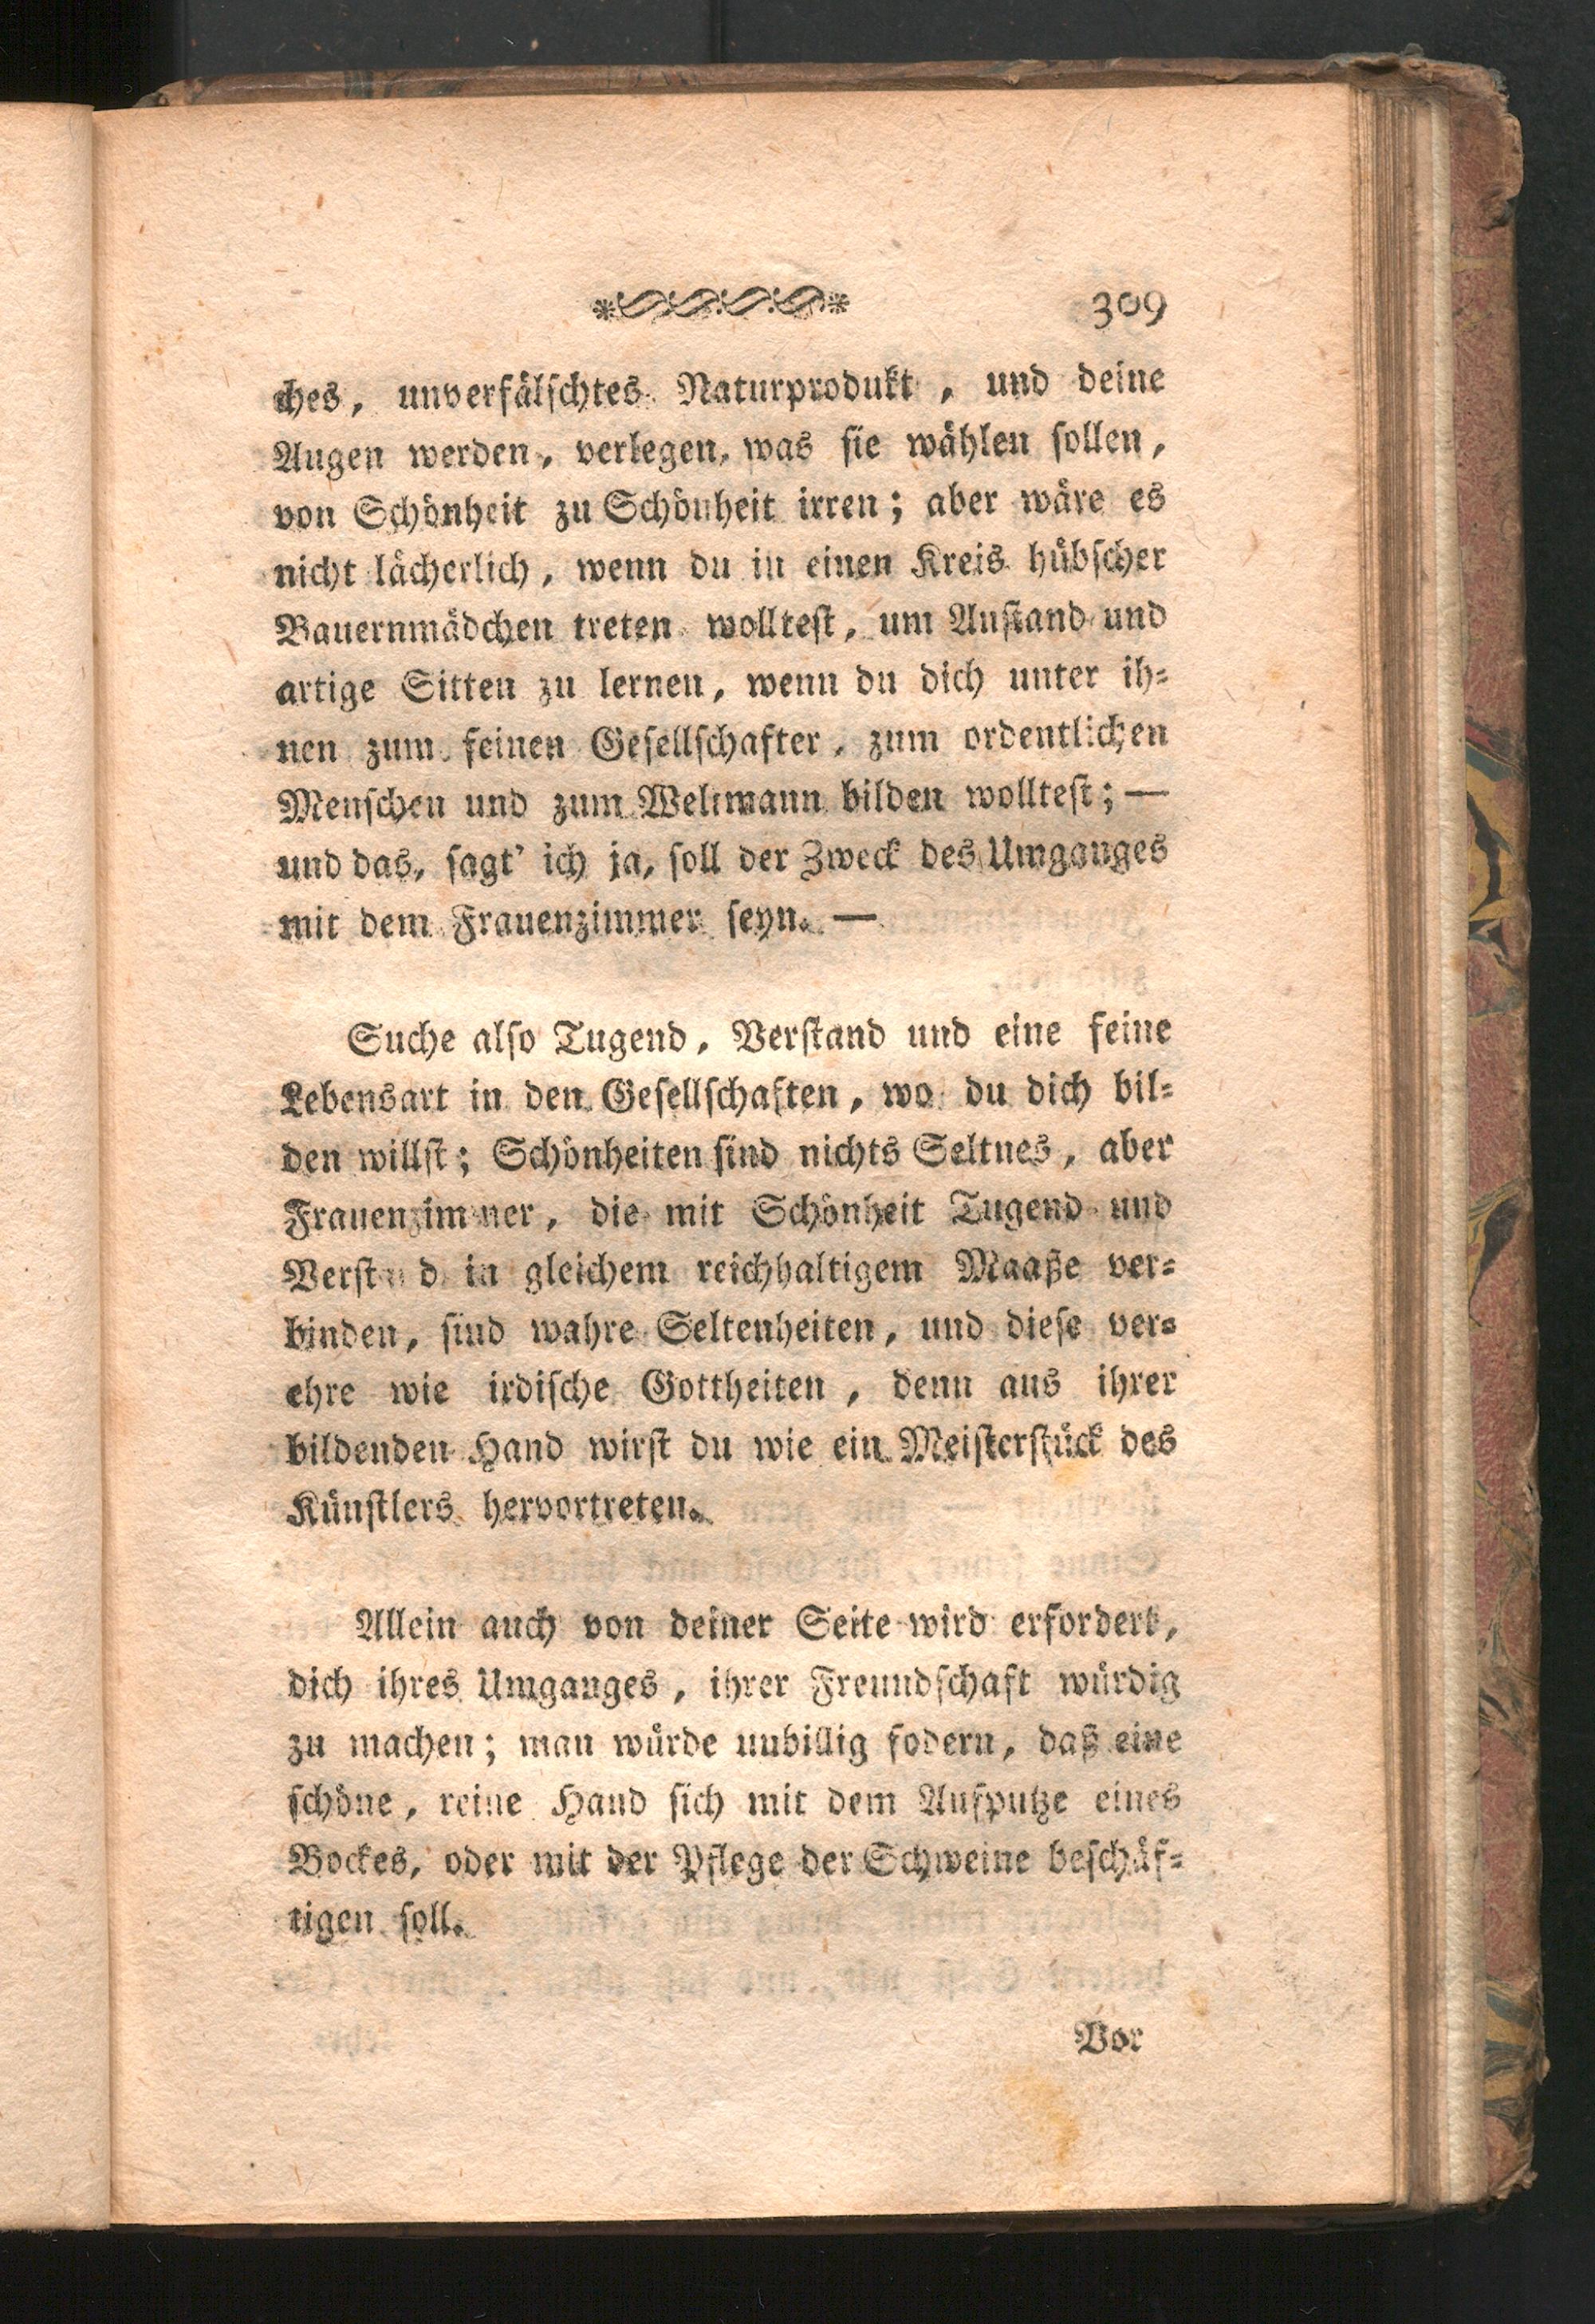 309
ches, unverfälschtes Naturprodukt, und deine
Augen werden, verlegen, was sie wählen sollen,
von Schönheit zu Schönheit irren; aber wäre es
nicht lächerlich, wenn du in einen Kreis hübscher
Bauernmädchen treten wolltest, um Anstand und
artige Sitten zu lernen, wenn du dich unter ih-
nen zum feinen Gesellschafter, zum ordentlichen
Menschen und zum Weltmann bilden wolltest; —
und das, sagt' ich ja, soll der Zweck des Umganges
mit dem Frauenzimmer seyn. —
Suche also Tugend, Verstand und eine feine
Lebensart in den Gesellschaften, wo du dich bil-
den willst; Schönheiten sind nichts Seltnes, aber
Frauenzimmer, die mit Schönheit Tugend und
Verstand in gleichem reichhaltigem Maaße ver-
binden, sind wahre Seltenheiten, und diese ver-
ehre wie irdische Gottheiten, denn aus ihrer
bildenden Hand wirst du wie ein Meisterstück des
Künstlers hervortreten.
Allein auch von deiner Seite wird erfordert,
dich ihres Umganges, ihrer Freundschaft würdig
zu machen; man würde unbillig fodern, daß eine
schöne, reine Hand sich mit dem Aufputze eines
Bockes, oder mit der Pflege der Schweine beschäf-
tigen soll.
Vor